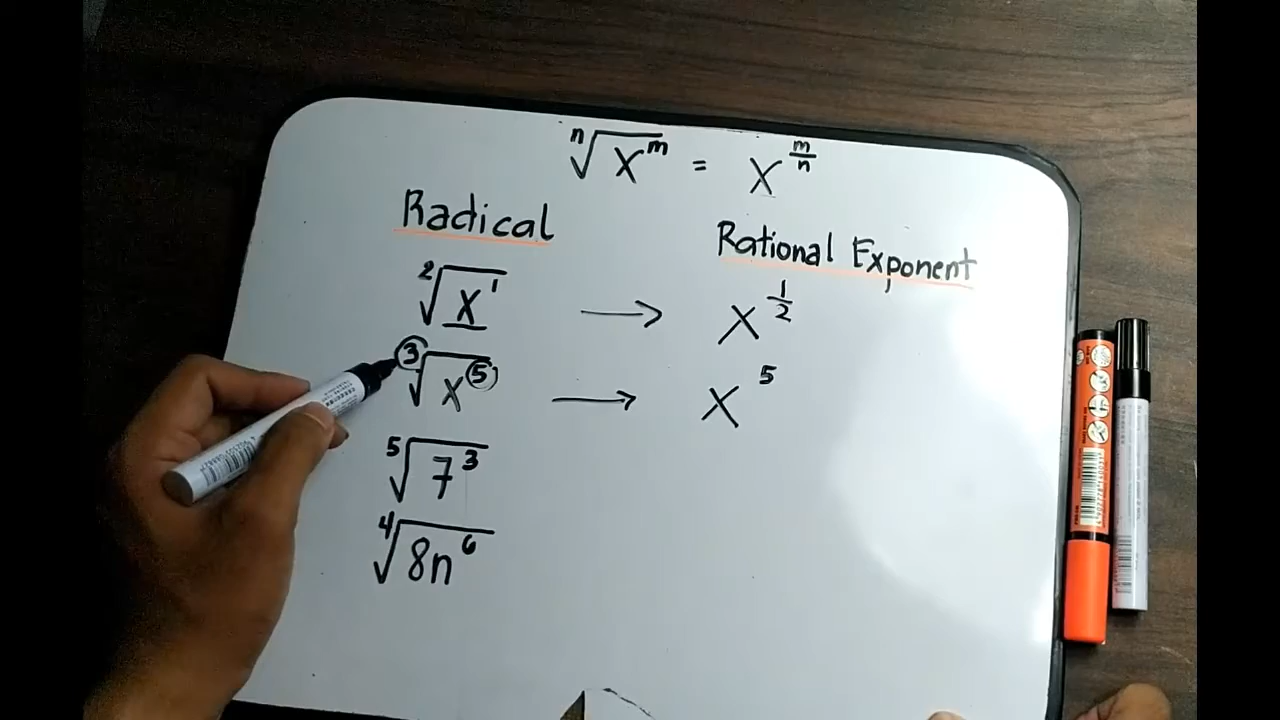 ⁿ√xᵐ = x^(m/n)
Radical
Rational Exponent
²√x¹ → x^(1/2)
³√x⁵ → x⁵
⁵√7³
⁴√8n⁶